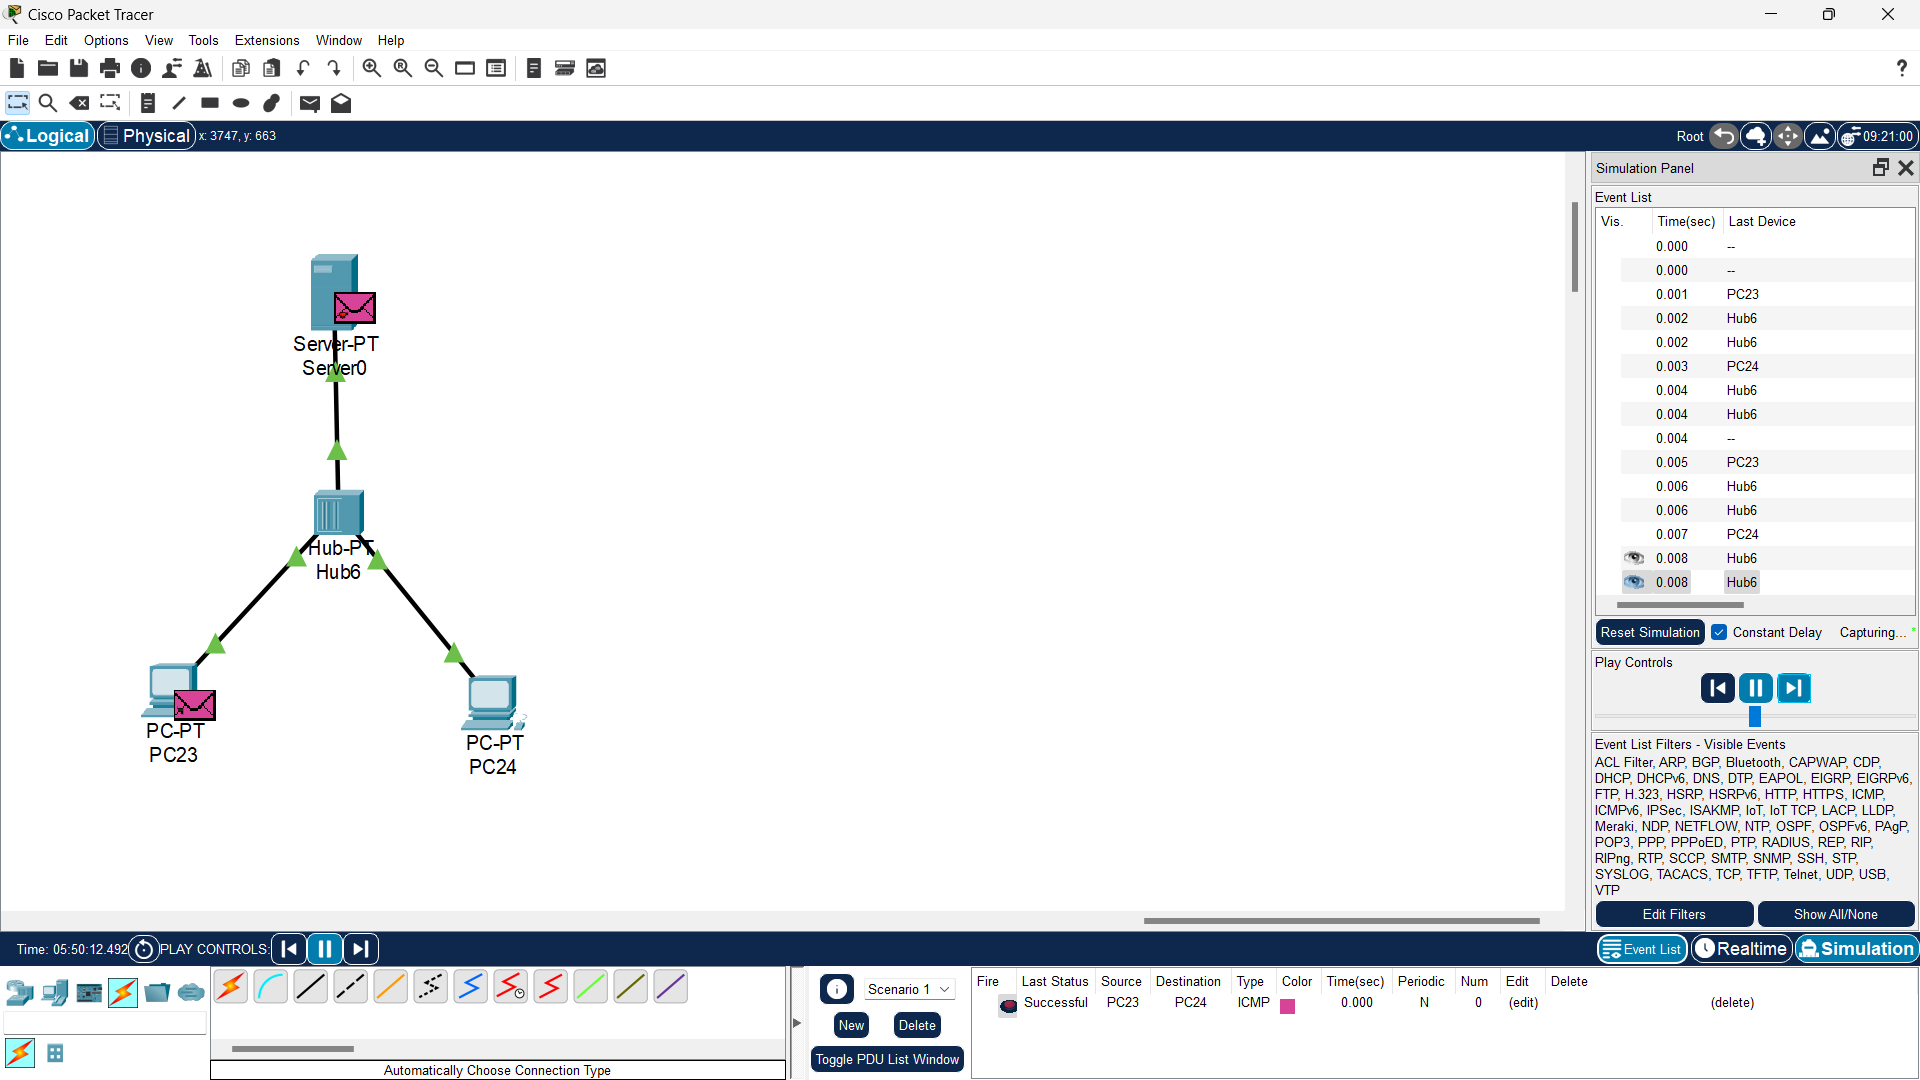 Cisco Packet Tracer
File Edit Options View Tools Extensions Window Help
?
Logical Physical x: 3747, y: 663 Root 09:21:00
Simulation Panel
Event List
Vis. Time(sec) Last Device
0.000 --
0.000 --
0.001 PC23
0.002 Hub6
0.002 Hub6
0.003 PC24
0.004 Hub6
0.004 Hub6
0.004 --
0.005 PC23
0.006 Hub6
0.006 Hub6
0.007 PC24
0.008 Hub6
0.008 Hub6
Reset Simulation Constant Delay Capturing... *
Play Controls
Event List Filters - Visible Events
ACL Filter, ARP, BGP, Bluetooth, CAPWAP, CDP,
DHCP, DHCPv6, DNS, DTP, EAPOL, EIGRP, EIGRPv6,
FTP, H.323, HSRP, HSRPv6, HTTP, HTTPS, ICMP,
ICMPv6, IPSec, ISAKMP, IoT, IoT TCP, LACP, LLDP,
Meraki, NDP, NETFLOW, NTP, OSPF, OSPFv6, PAgP,
POP3, PPP, PPPoED, PTP, RADIUS, REP, RIP,
RIPng, RTP, SCCP, SMTP, SNMP, SSH, STP,
SYSLOG, TACACS, TCP, TFTP, Telnet, UDP, USB,
VTP
Edit Filters Show All/None
Server-PT
Server0
Hub-PT
Hub6
PC-PT
PC23
PC-PT
PC24
Time: 05:50:12.492 PLAY CONTROLS: Event List Realtime Simulation
Scenario 1
New Delete
Toggle PDU List Window
Fire Last Status Source Destination Type Color Time(sec) Periodic Num Edit Delete
Successful PC23 PC24 ICMP 0.000 N 0 (edit) (delete)
Automatically Choose Connection Type